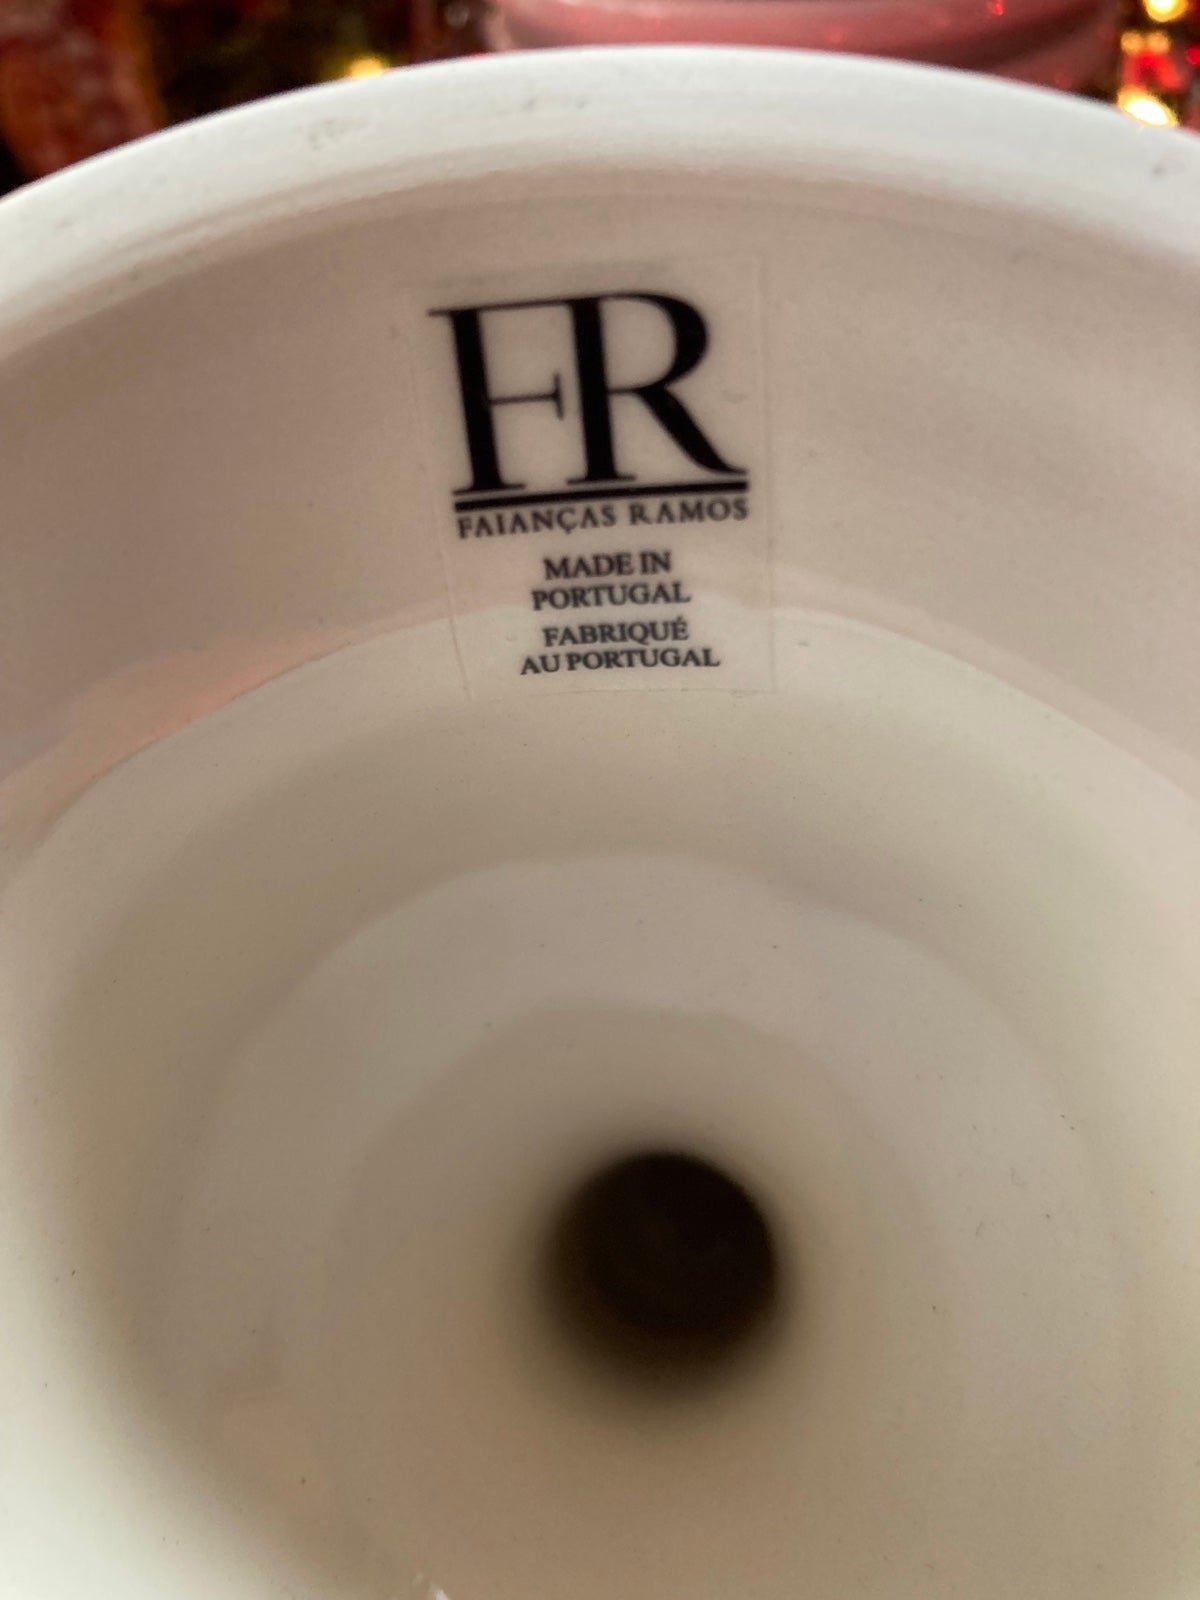 FR
FAIANÇAS RAMOS
MADE IN
PORTUGAL
FABRIQUÉ
AU PORTUGAL